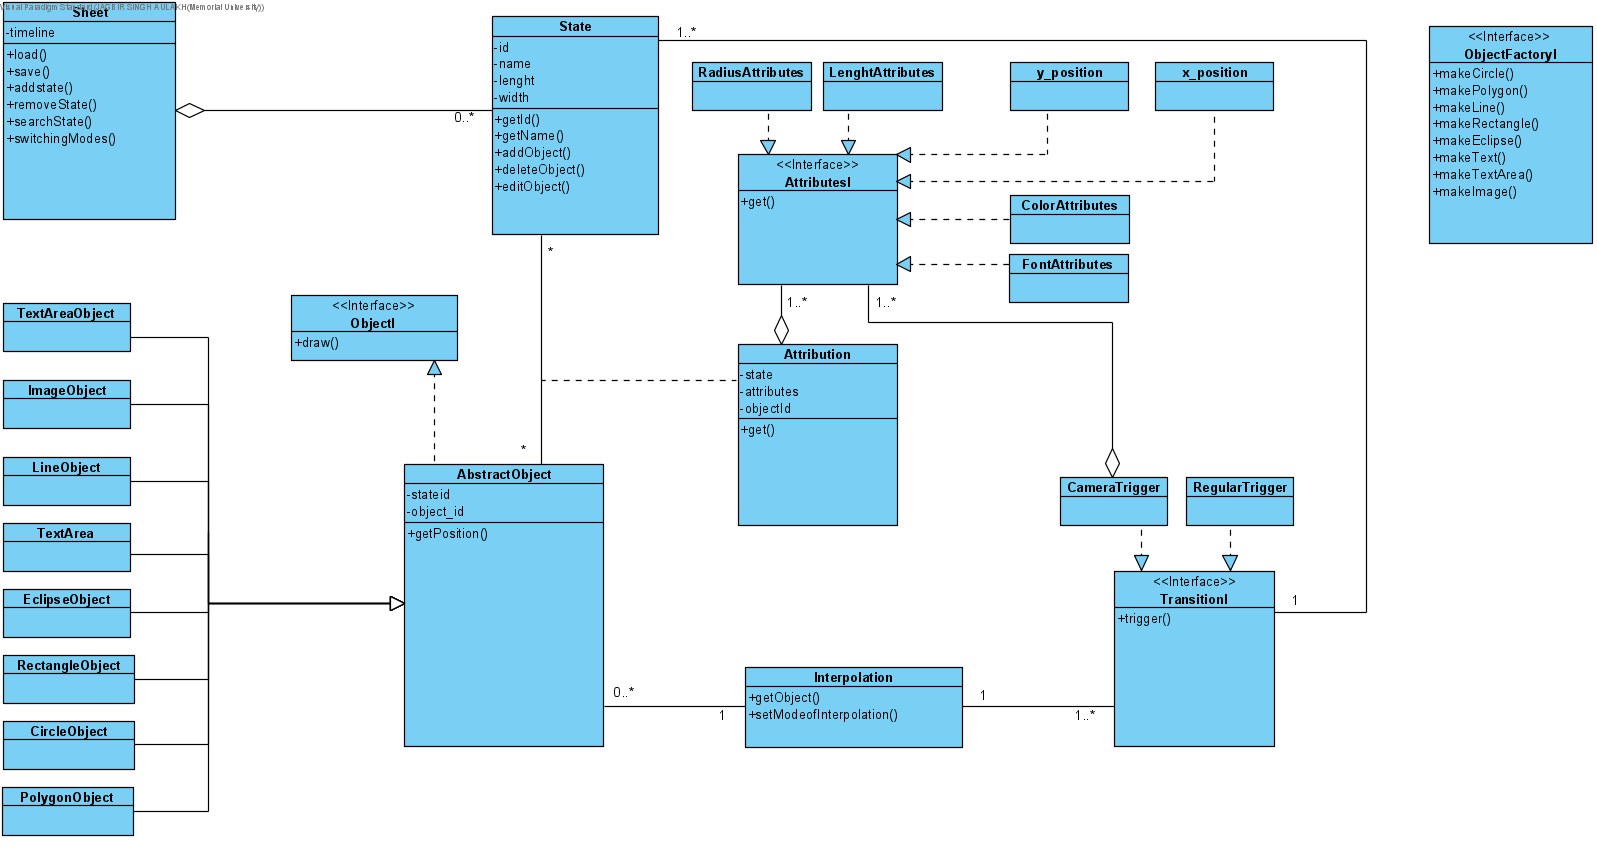 Visual Paradigm Standard(JAGBIR SINGH AULAKH(Memorial University))
Sheet
-timeline
+load()
+save()
+addstate()
+removeState()
+searchState()
+switchingModes()
0..*
State
-id
-name
-lenght
-width
+getId()
+getName()
+addObject()
+deleteObject()
+editObject()
1..*
*
RadiusAttributes
LenghtAttributes
y_position
x_position
<<Interface>>
AttributesI
+get()
ColorAttributes
FontAttributes
1..*
1..*
<<Interface>>
ObjectFactoryI
+makeCircle()
+makePolygon()
+makeLine()
+makeRectangle()
+makeEclipse()
+makeText()
+makeTextArea()
+makeImage()
TextAreaObject
ImageObject
LineObject
TextArea
EclipseObject
RectangleObject
CircleObject
PolygonObject
<<Interface>>
ObjectI
+draw()
Attribution
-state
-attributes
-objectId
+get()
*
AbstractObject
-stateid
-object_id
+getPosition()
CameraTrigger
RegularTrigger
<<Interface>>
TransitionI
+trigger()
1
0..*
1
Interpolation
+getObject()
+setModeofInterpolation()
1
1..*